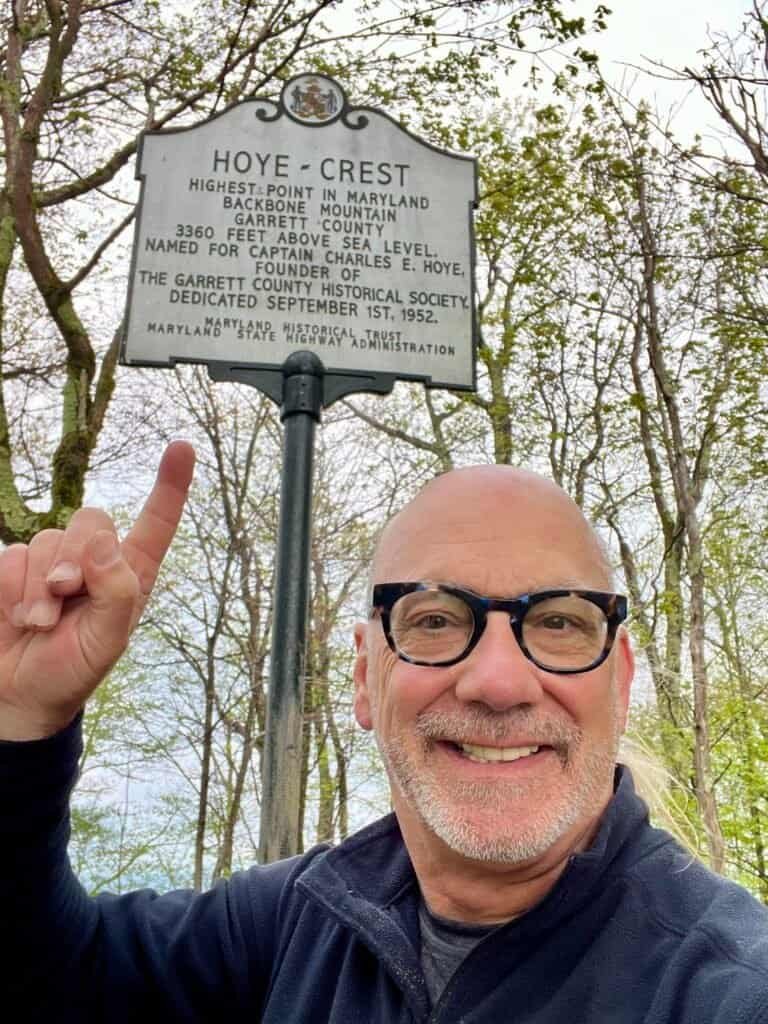 HOYE - CREST
HIGHEST POINT IN MARYLAND
BACKBONE MOUNTAIN
GARRETT COUNTY
3360 FEET ABOVE SEA LEVEL.
NAMED FOR CAPTAIN CHARLES E. HOYE,
FOUNDER OF
THE GARRETT COUNTY HISTORICAL SOCIETY.
DEDICATED SEPTEMBER 1ST, 1952.
MARYLAND HISTORICAL TRUST
MARYLAND STATE HIGHWAY ADMINISTRATION